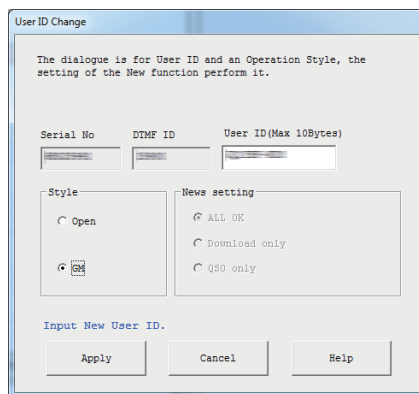 User ID Change
The dialogue is for User ID and an Operation Style, the
setting of the New function perform it.
Serial No DTMF ID User ID(Max 10Bytes)
Style News setting
Open ALL OK
Download only
GM QSO only
Input New User ID.
Apply Cancel Help